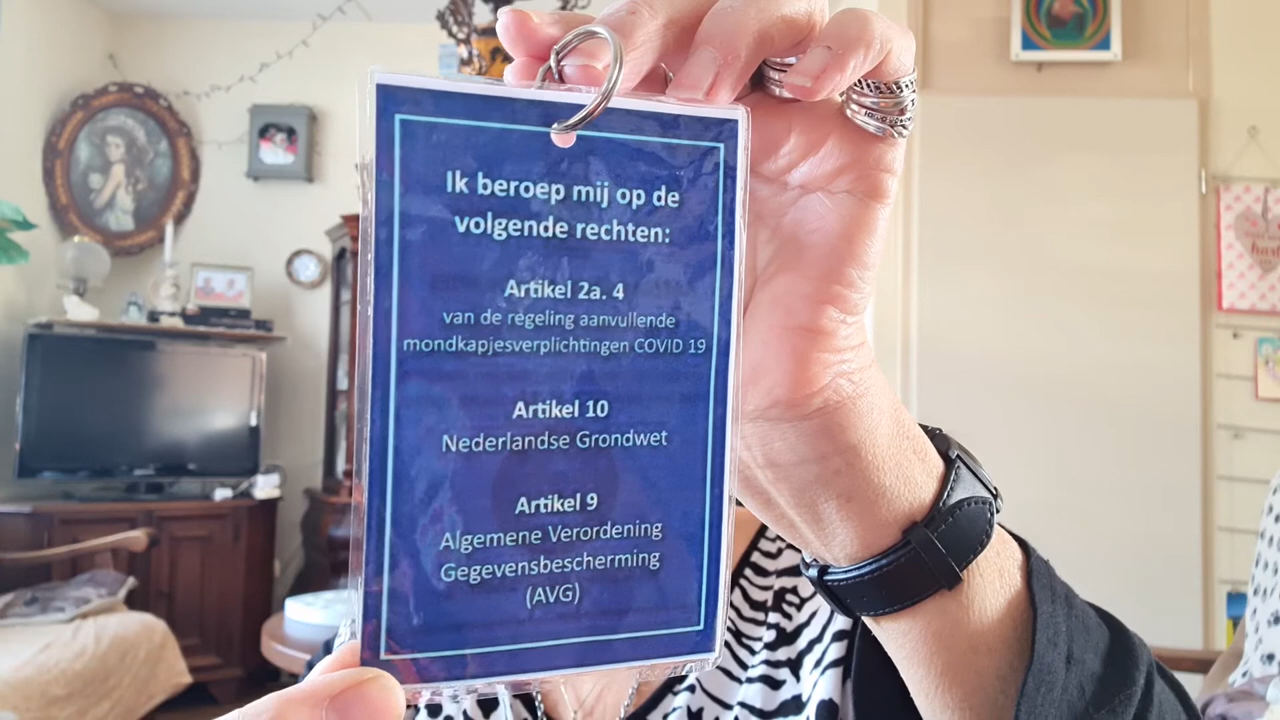 Ik beroep mij op de
volgende rechten:
Artikel 2a. 4
van de regeling aanvullende
mondkapjesverplichtingen COVID 19
Artikel 10
Nederlandse Grondwet
Artikel 9
Algemene Verordening
Gegevensbescherming
(AVG)